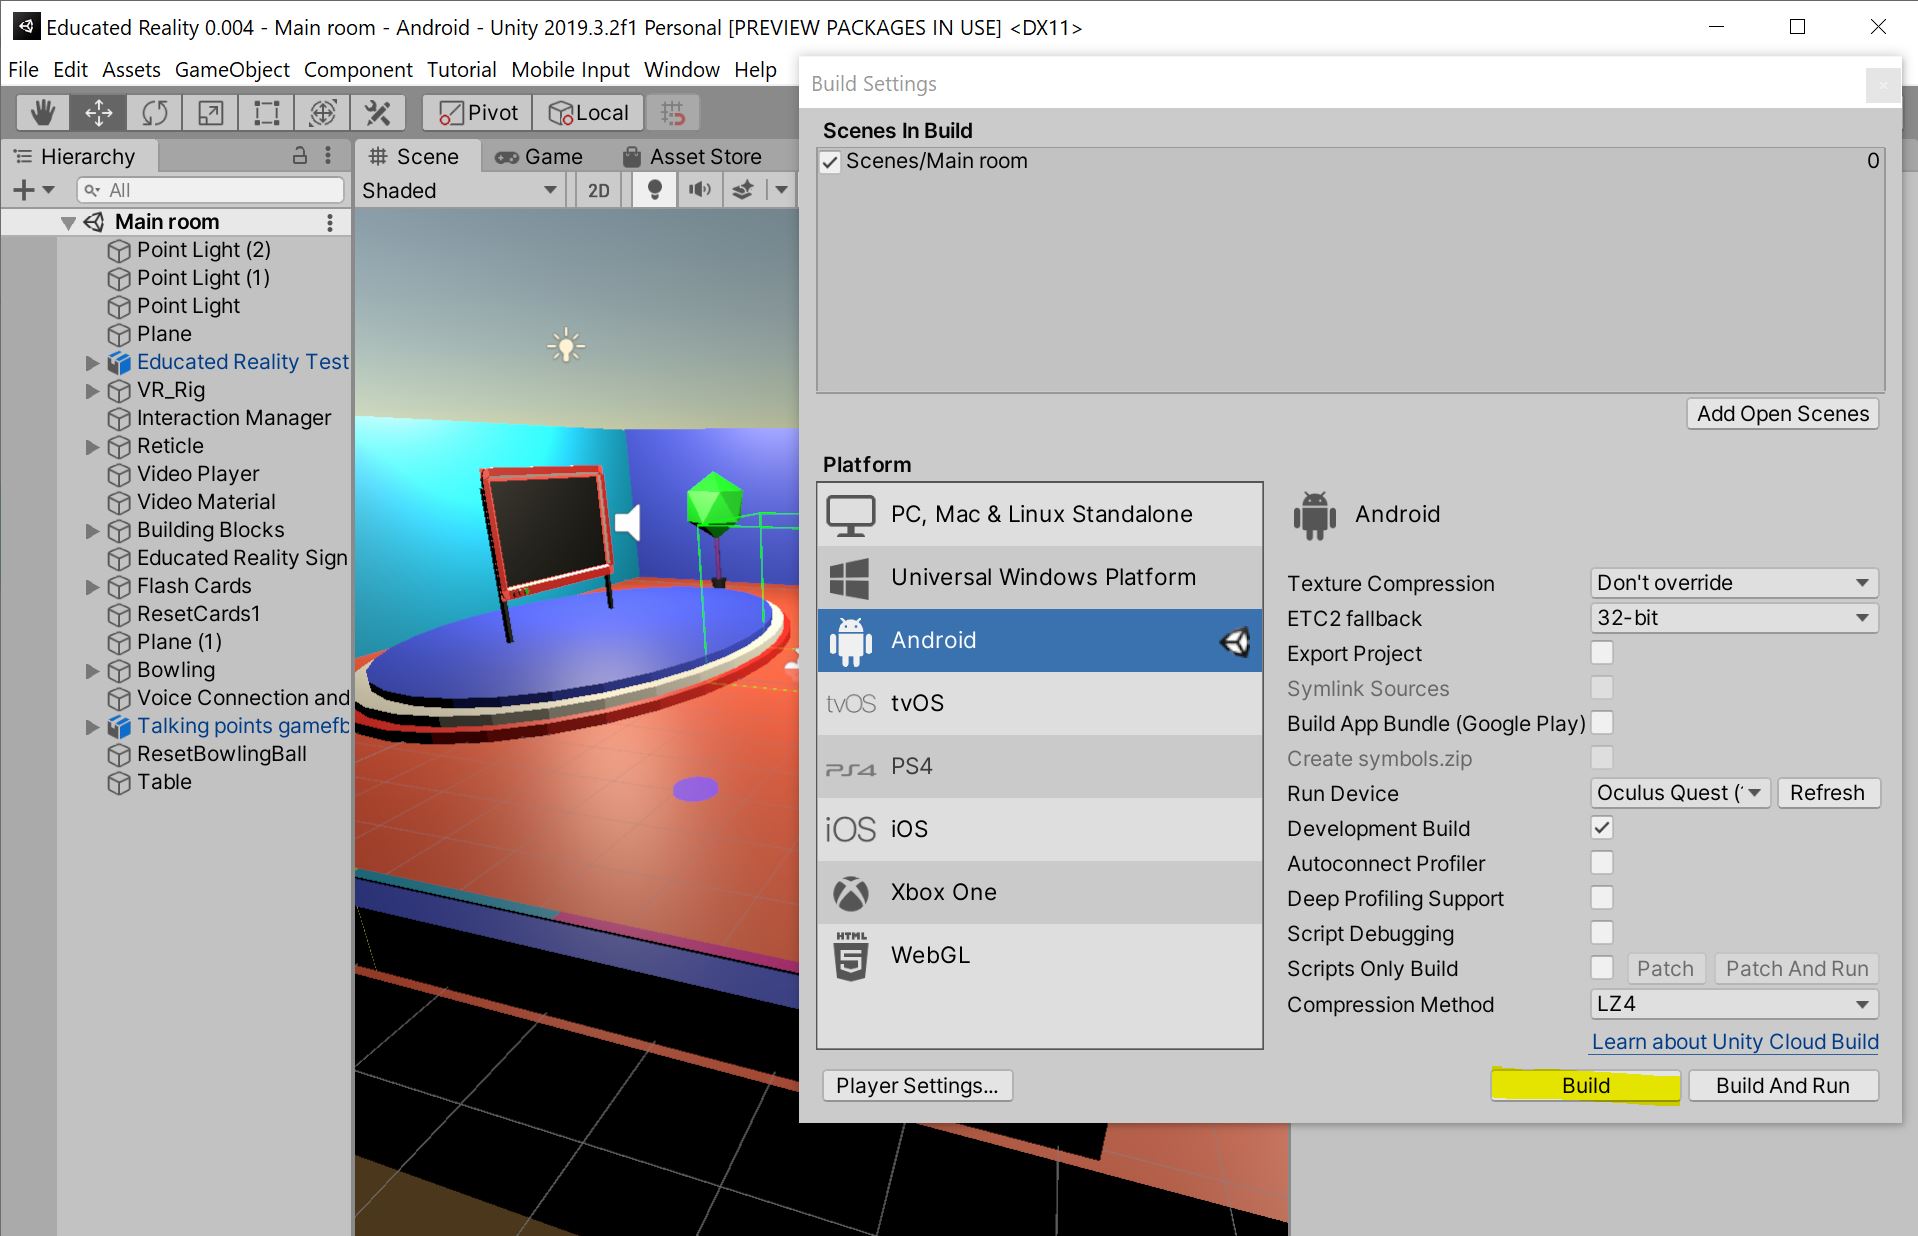 Educated Reality 0.004 - Main room - Android - Unity 2019.3.2f1 Personal [PREVIEW PACKAGES IN USE] <DX11>
File Edit Assets GameObject Component Tutorial Mobile Input Window Help
Pivot Local
Hierarchy
All
Main room
Point Light (2)
Point Light (1)
Point Light
Plane
Educated Reality Test
VR_Rig
Interaction Manager
Reticle
Video Player
Video Material
Building Blocks
Educated Reality Sign
Flash Cards
ResetCards1
Plane (1)
Bowling
Voice Connection and
Talking points gamefb
ResetBowlingBall
Table
Scene Game Asset Store
Shaded 2D
Build Settings
Scenes In Build
Scenes/Main room 0
Add Open Scenes
Platform
PC, Mac & Linux Standalone
Universal Windows Platform
Android
tvOS tvOS
PS4 PS4
iOS iOS
Xbox One
HTML 5 WebGL
Player Settings...
Android
Texture Compression Don't override
ETC2 fallback 32-bit
Export Project
Symlink Sources
Build App Bundle (Google Play)
Create symbols.zip
Run Device Oculus Quest ( Refresh
Development Build
Autoconnect Profiler
Deep Profiling Support
Script Debugging
Scripts Only Build Patch Patch And Run
Compression Method LZ4
Learn about Unity Cloud Build
Build Build And Run